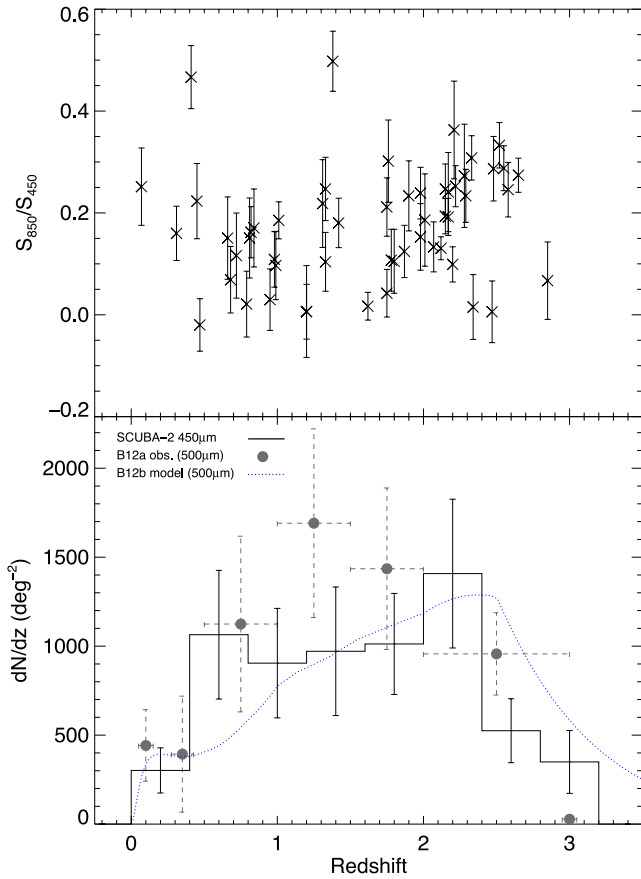 0.6
0.4
0.2
0.0
−0.2
S850/S450
SCUBA−2 450μm
B12a obs. (500μm)
B12b model (500μm)
2000
1500
1000
500
0
dN/dz (deg⁻²)
0 1 2 3
Redshift